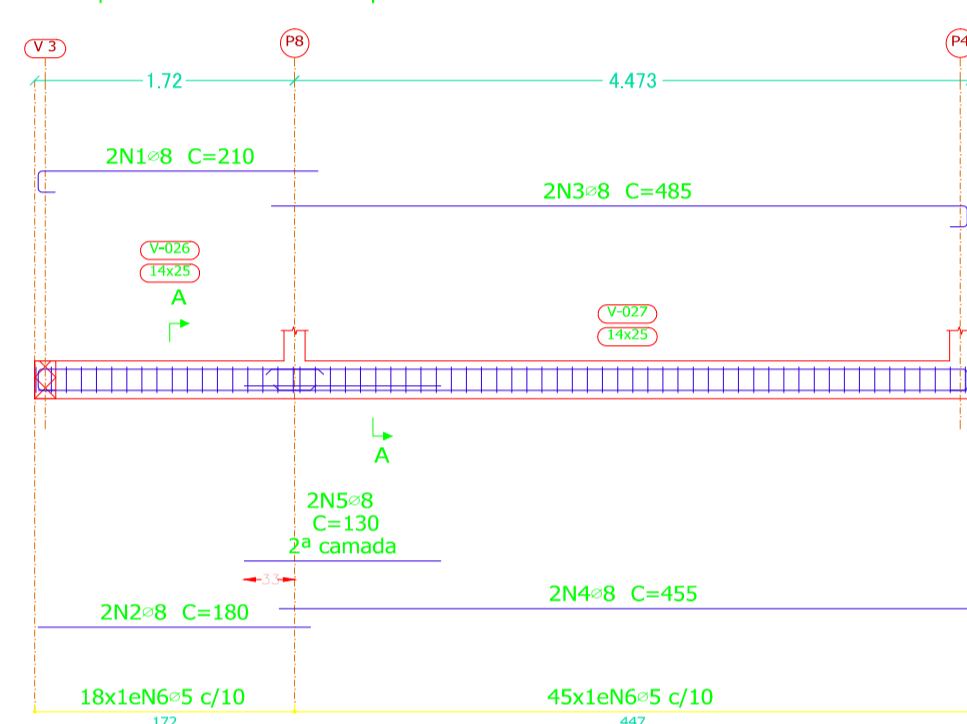 V 3
P8
P4
1.72
4.473
2N1⌀8 C=210
2N3⌀8 C=485
V-026
14x25
A
V-027
14x25
A
2N5⌀8
C=130
2ª camada
33
2N4⌀8 C=455
2N2⌀8 C=180
18x1eN6⌀5 c/10
45x1eN6⌀5 c/10
172
447